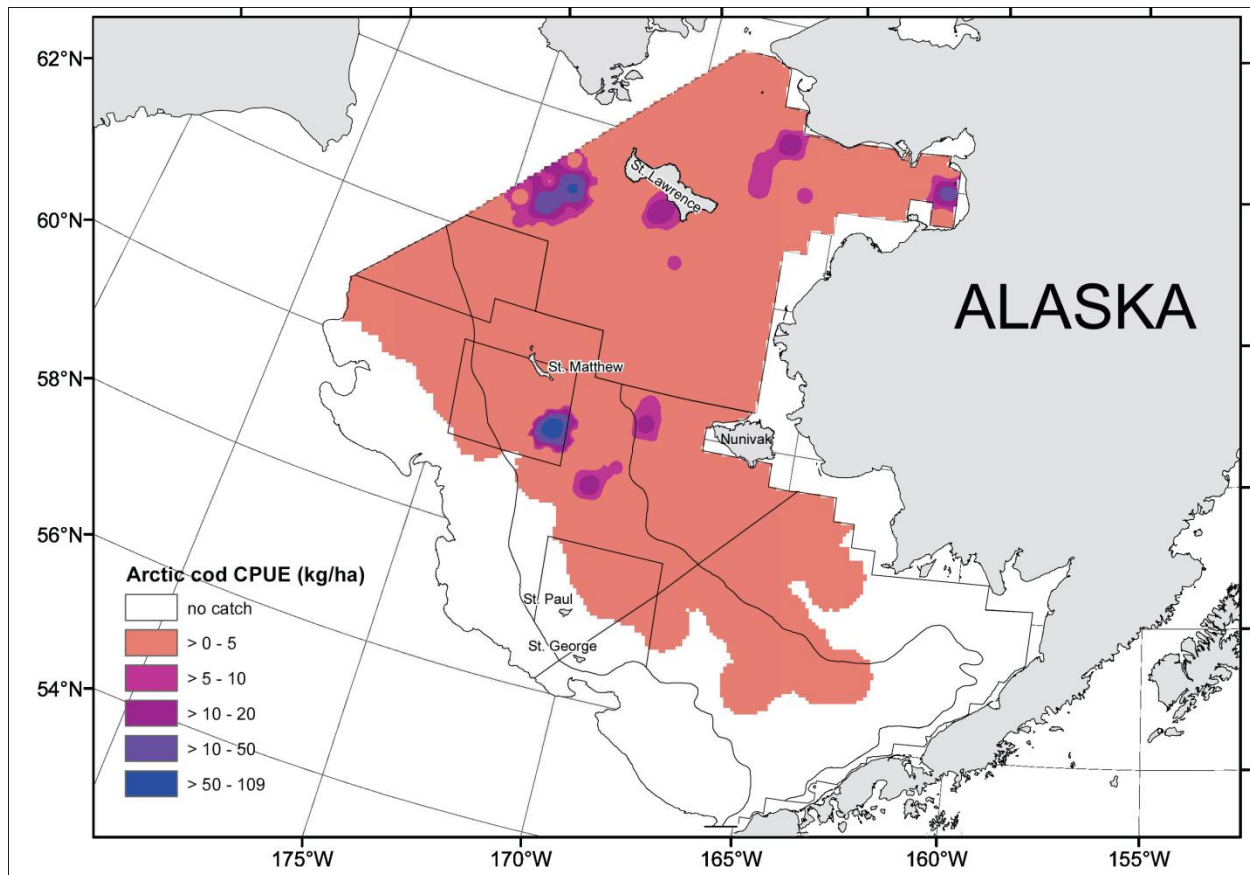 62°N
60°N
58°N
56°N
54°N
St. Lawrence
ALASKA
St. Matthew
Nunivak
St. Paul
St. George
Arctic cod CPUE (kg/ha)
no catch
> 0 - 5
> 5 - 10
> 10 - 20
> 10 - 50
> 50 - 109
175°W
170°W
165°W
160°W
155°W